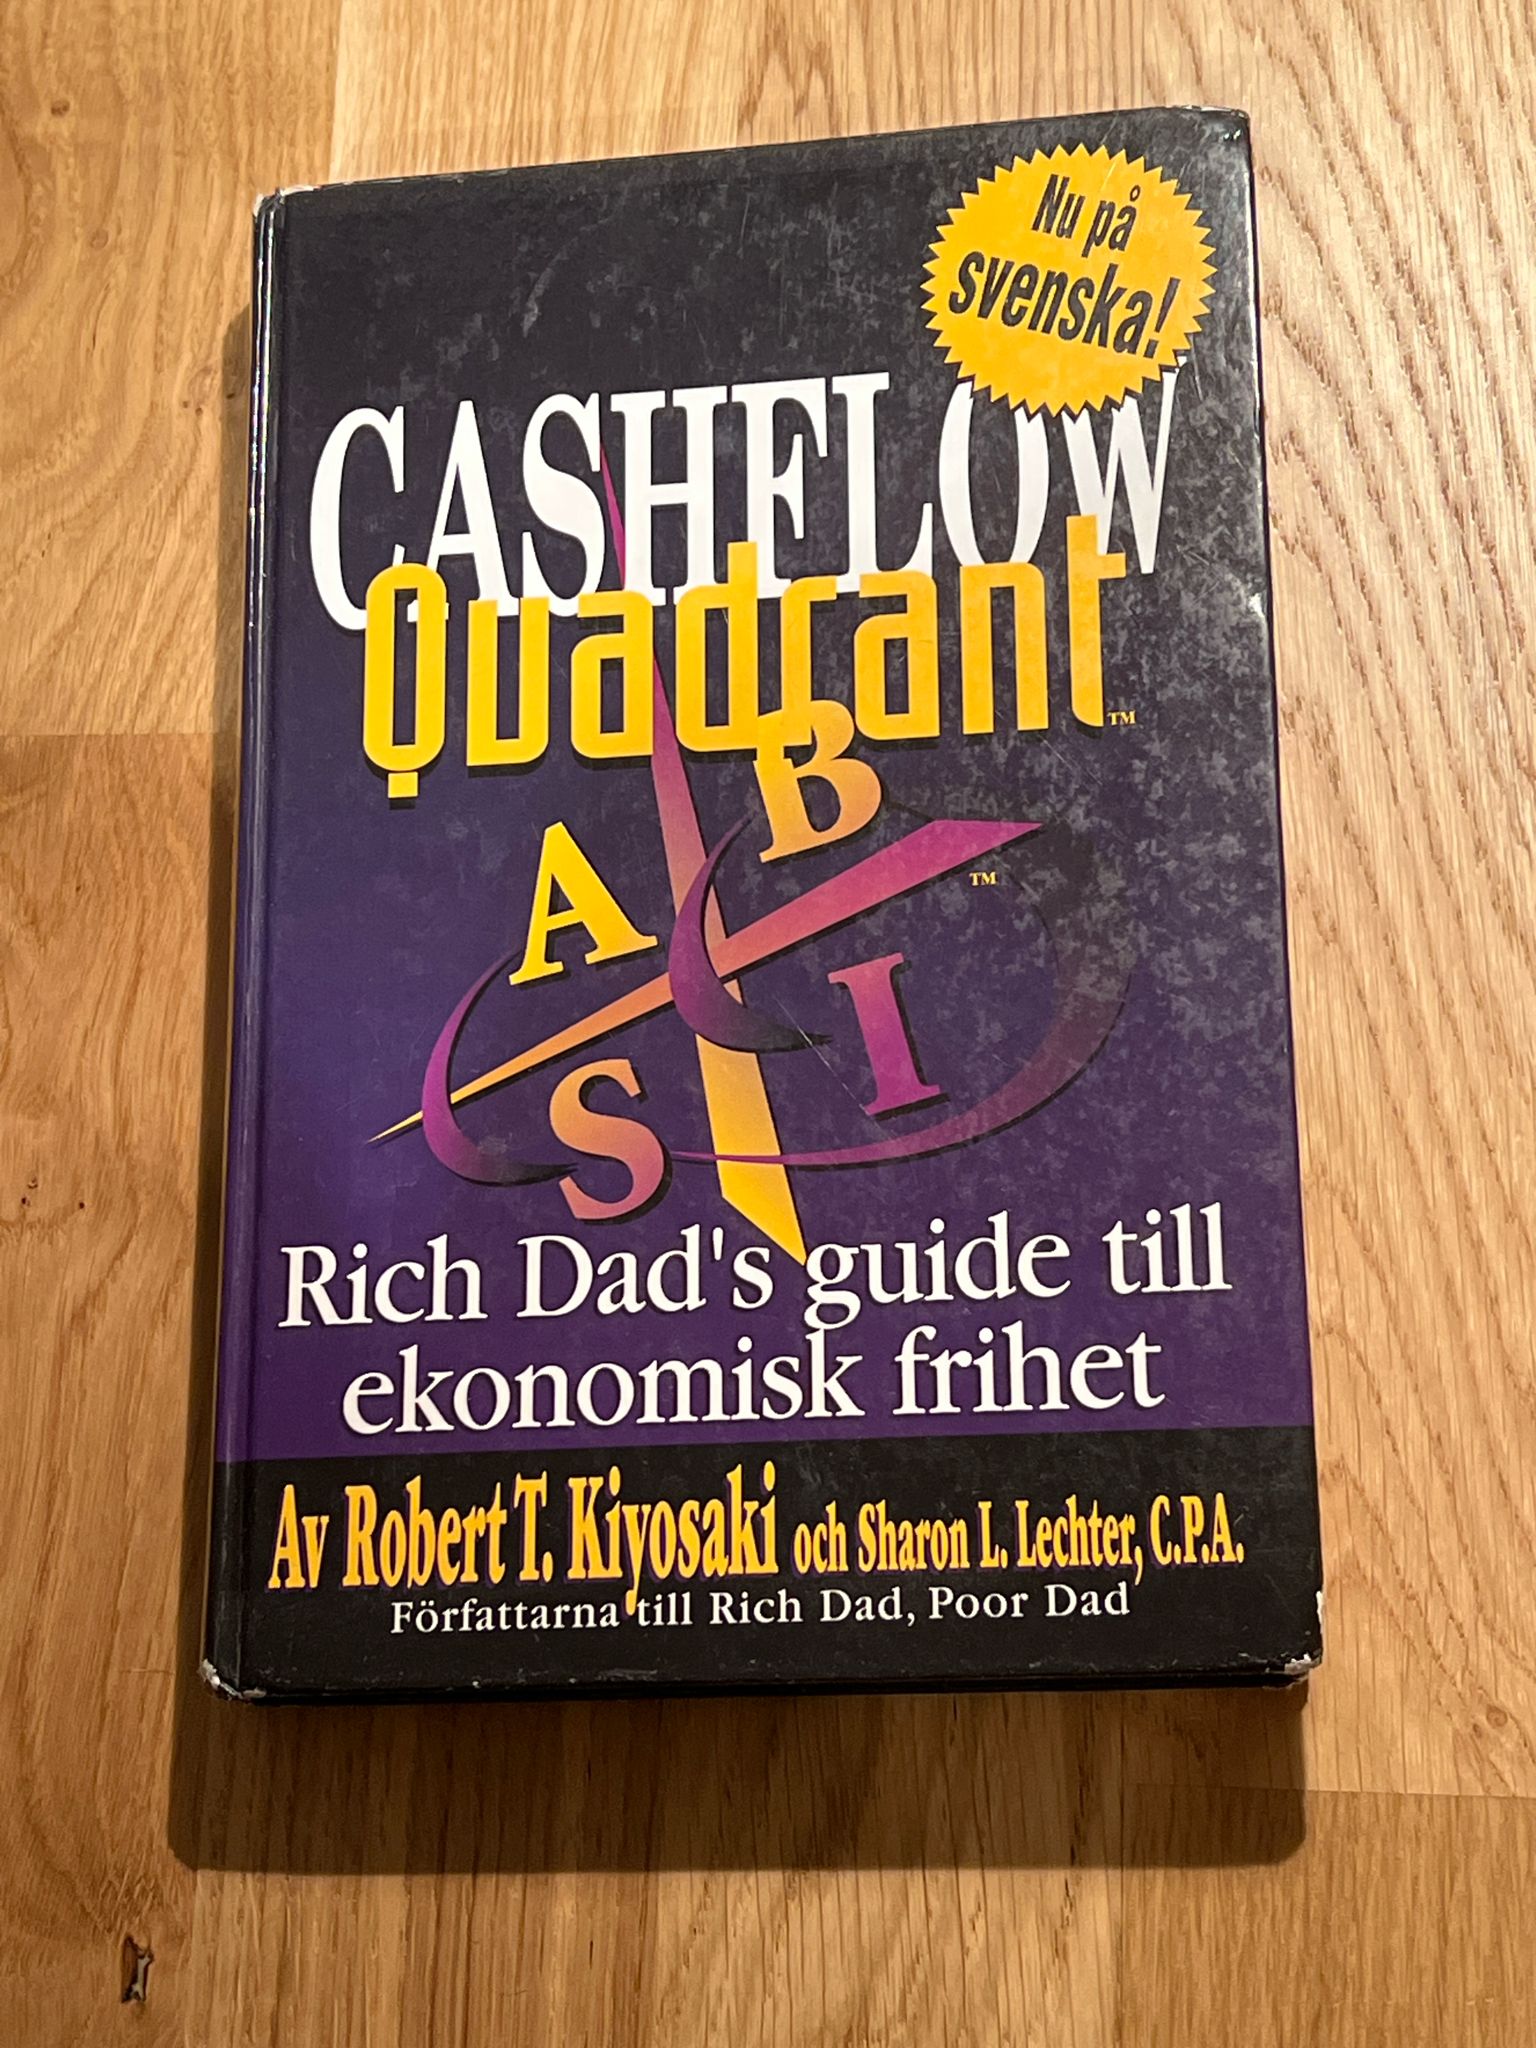 Nu på
svenska!
CASHFLOW
Quadrant™
A B
™
S I
Rich Dad's guide till
ekonomisk frihet
Av Robert T. Kiyosaki och Sharon L. Lechter, C.P.A.
Författarna till Rich Dad, Poor Dad